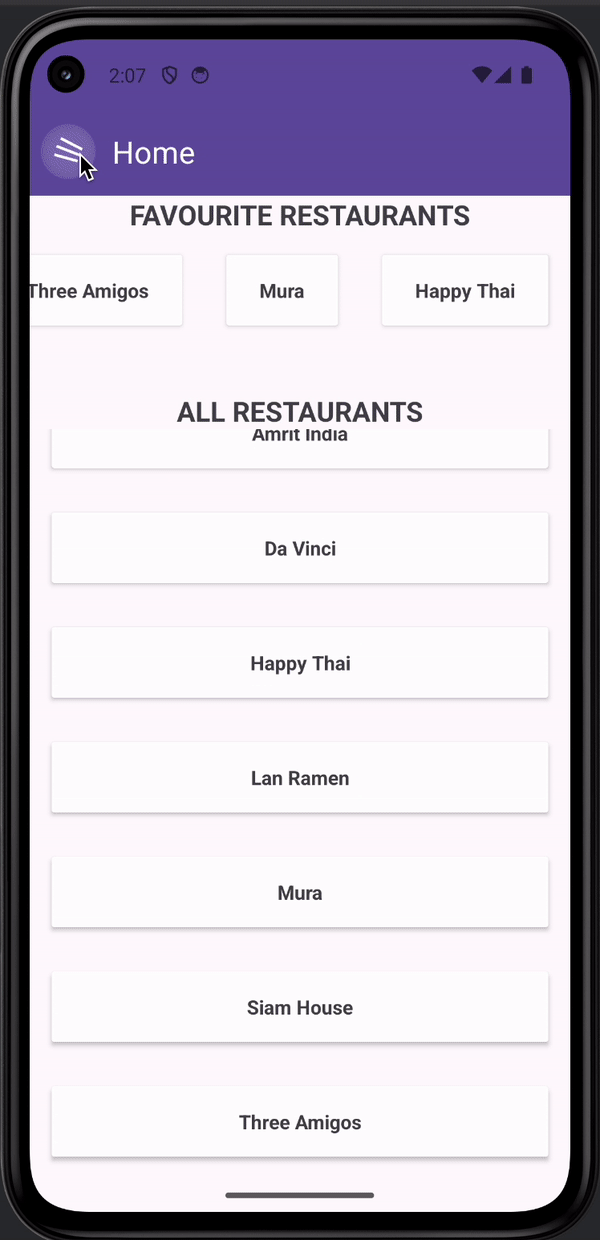 2:07
Home
FAVOURITE RESTAURANTS
Three Amigos Mura Happy Thai
ALL RESTAURANTS
Amrit India
Da Vinci
Happy Thai
Lan Ramen
Mura
Siam House
Three Amigos